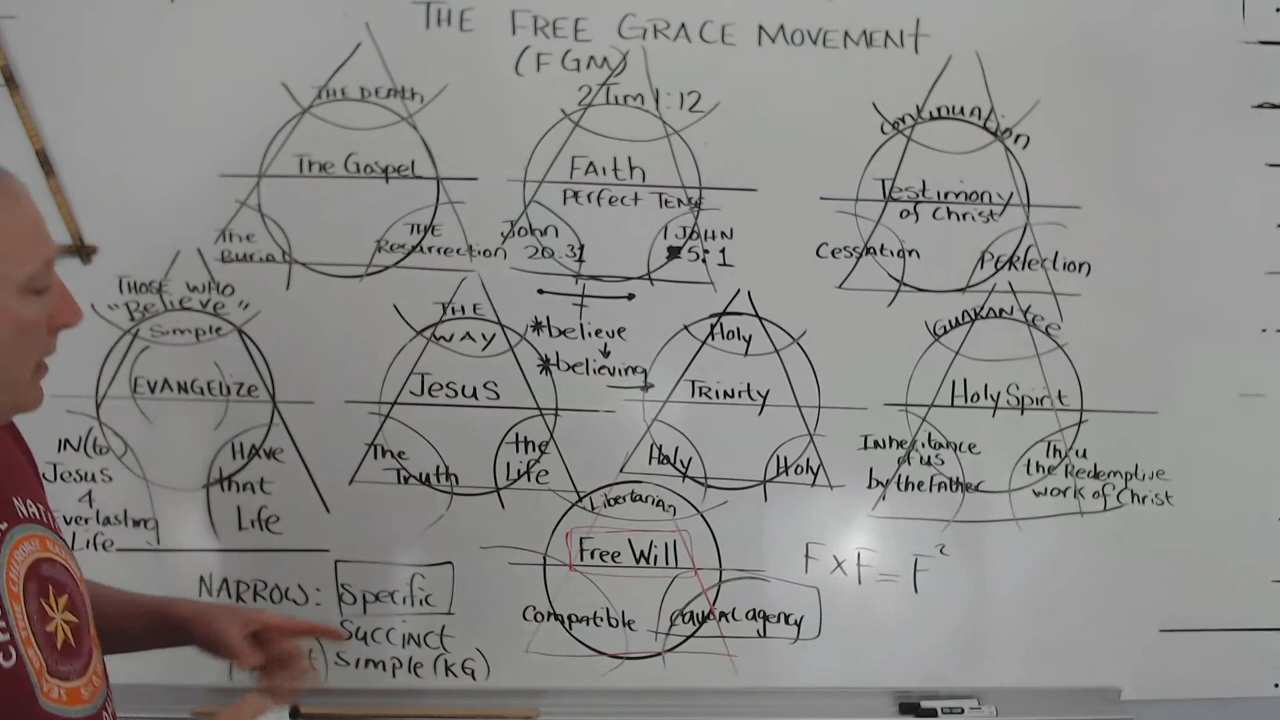 THE FREE GRACE MOVEMENT
(FGM)
THE DEATH
The Gospel
The
Burial
THE
Resurrection
2 Tim 1:12
FAith
PERfect TENSE
John
20:31
1 JOHN
5:1
Continuation
Testimony
of Christ
Cessation
PERfection
THOSE WHO
"Believe"
Simple
EVANGELIZE
IN(to)
Jesus
4
verlasting
Life
HAVE
that
Life
THE
WAY
JESUS
The
Truth
the
Life
*believe
*believing
Holy
TRINITY
Holy
Holy
GUARANTEE
Holy Spirit
Inheritance
of us
by the Father
Thru
the Redemptive
work of Christ
Libertarian
Free Will
Compatible
Causal agency
F x F = F²
NARROW: Specific
Succinct
Simple (KG)